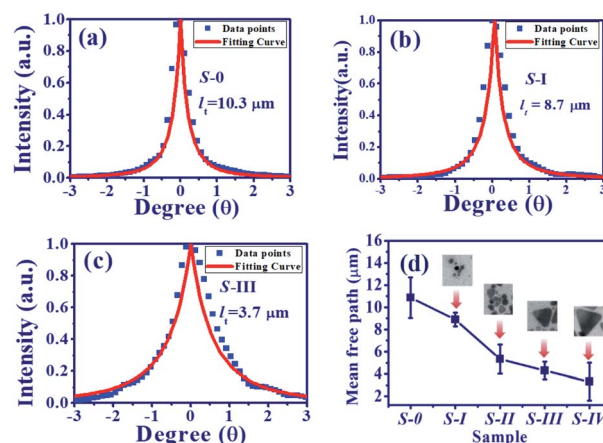 (a)
Data points
Fitting Curve
S-0
lt=10.3 μm
Intensity (a.u.)
1.0
0.8
0.6
0.4
0.2
0.0
-3 -2 -1 0 1 2 3
Degree (θ)
(b)
Data points
Fitting Curve
S-I
lt = 8.7 μm
Intensity(a.u.)
1.0
0.8
0.6
0.4
0.2
0.0
-3 -2 -1 0 1 2 3
Degree (θ)
(c)
Data points
Fitting Curve
S-III
lt=3.7 μm
Intensity (a.u.)
1.0
0.8
0.6
0.4
0.2
0.0
-3 -2 -1 0 1 2 3
Degree (θ)
(d)
Mean free path (μm)
16
14
12
10
8
6
4
2
S-0 S-I S-II S-III S-IV
Sample